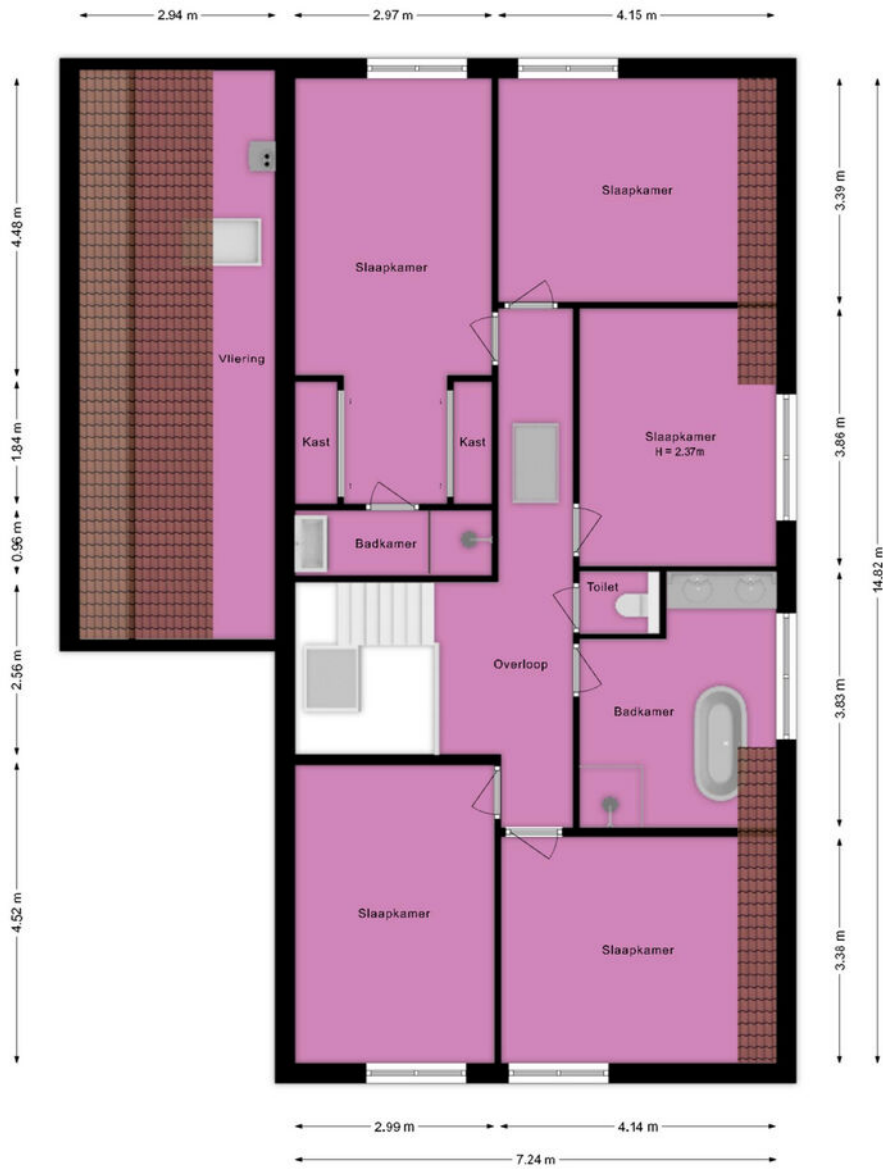 2.94 m
2.97 m
4.15 m
4.48 m
1.84 m
0.96 m
2.56 m
4.52 m
Slaapkamer
3.39 m
14.82 m
Slaapkamer
Vliering
Slaapkamer
H = 2.37m
3.86 m
Kast
Kast
Badkamer
Toilet
Overloop
Badkamer
3.83 m
Slaapkamer
Slaapkamer
3.38 m
2.99 m
4.14 m
7.24 m